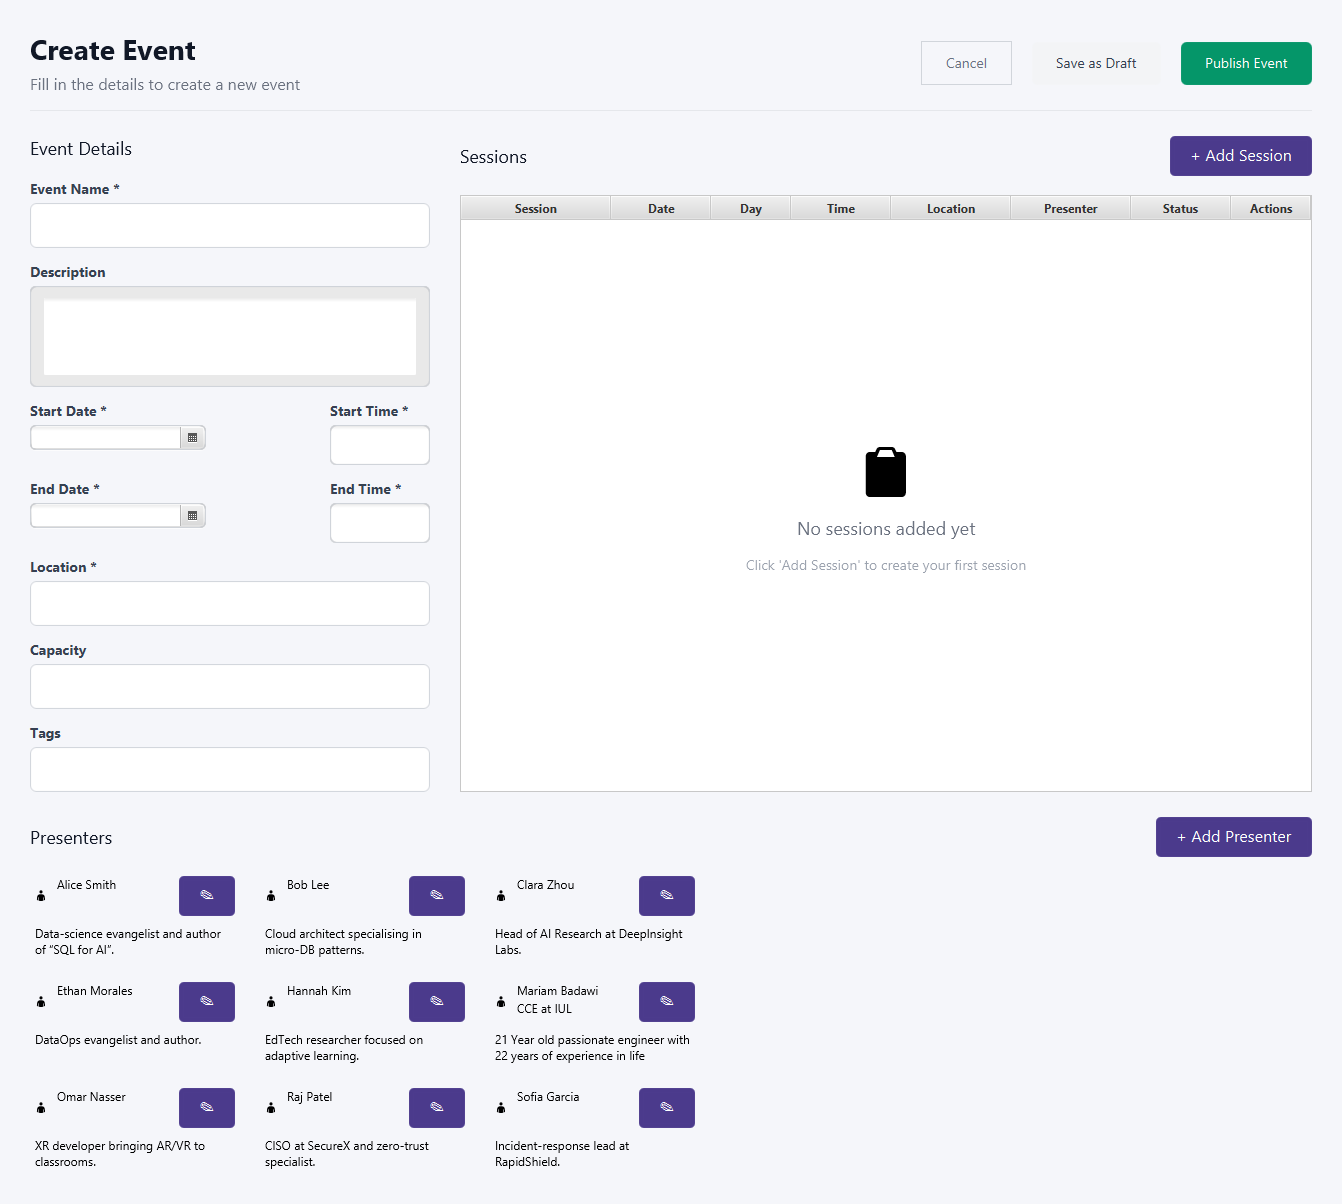 Create Event
Fill in the details to create a new event
Cancel
Save as Draft
Publish Event
Event Details
Event Name *
Description
Start Date *
Start Time *
End Date *
End Time *
Location *
Capacity
Tags
Sessions
+ Add Session
Session Date Day Time Location Presenter Status Actions
No sessions added yet
Click 'Add Session' to create your first session
Presenters
+ Add Presenter
Alice Smith
Data-science evangelist and author
of “SQL for AI”.
Bob Lee
Cloud architect specialising in
micro-DB patterns.
Clara Zhou
Head of AI Research at DeepInsight
Labs.
Ethan Morales
DataOps evangelist and author.
Hannah Kim
EdTech researcher focused on
adaptive learning.
Mariam Badawi
CCE at IUL
21 Year old passionate engineer with
22 years of experience in life
Omar Nasser
XR developer bringing AR/VR to
classrooms.
Raj Patel
CISO at SecureX and zero-trust
specialist.
Sofia Garcia
Incident-response lead at
RapidShield.